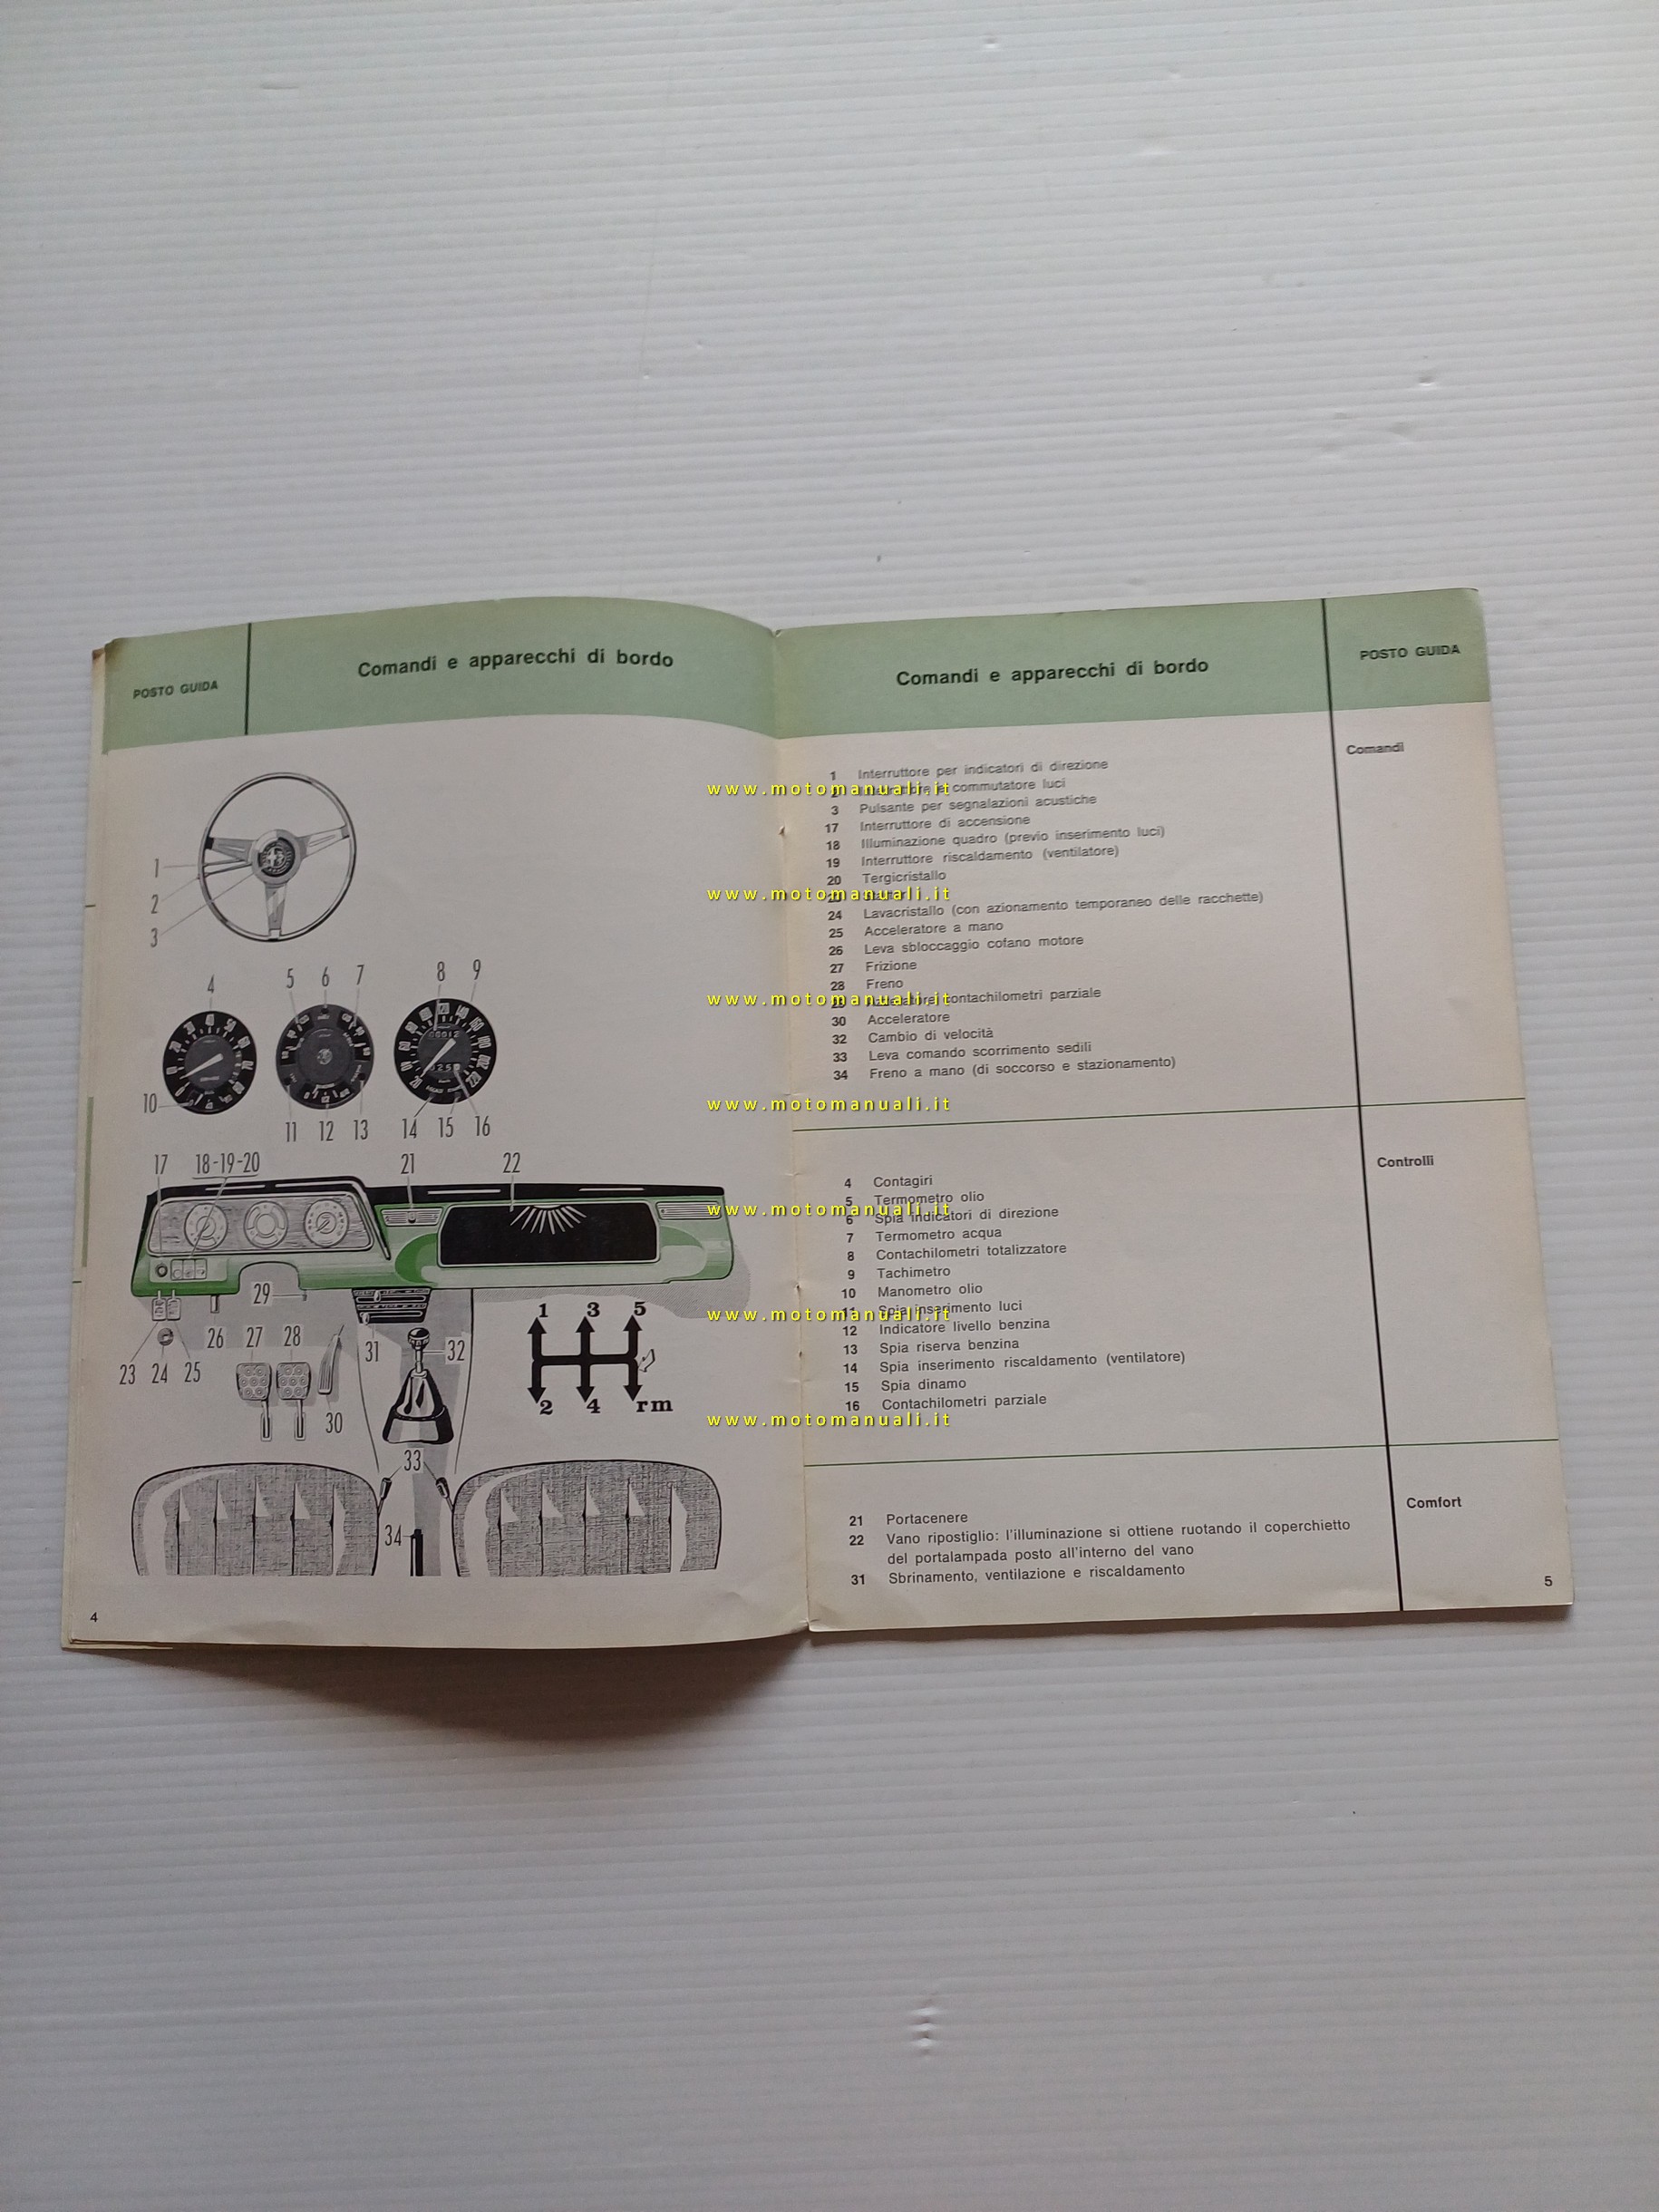 POSTO GUIDA
Comandi e apparecchi di bordo
1
2
3
4
5
6
7
8
9
10
11
12
13
14
15
16
17
18-19-20
21
22
23
24
25
26
27
28
29
30
31
32
33
34
1 3 5
2 4 rm
4
Comandi e apparecchi di bordo
POSTO GUIDA
Comandi
1 Interruttore per indicatori di direzione
commutatore luci
3 Pulsante per segnalazioni acustiche
17 Interruttore di accensione
18 Illuminazione quadro (previo inserimento luci)
19 Interruttore riscaldamento (ventilatore)
20 Tergicristallo
24 Lavacristallo (con azionamento temporaneo delle racchette)
25 Acceleratore a mano
26 Leva sbloccaggio cofano motore
27 Frizione
28 Freno
contachilometri parziale
30 Acceleratore
32 Cambio di velocità
33 Leva comando scorrimento sedili
34 Freno a mano (di soccorso e stazionamento)
Controlli
4 Contagiri
5 Termometro olio
6 Spia indicatori di direzione
7 Termometro acqua
8 Contachilometri totalizzatore
9 Tachimetro
10 Manometro olio
11 Spia inserimento luci
12 Indicatore livello benzina
13 Spia riserva benzina
14 Spia inserimento riscaldamento (ventilatore)
15 Spia dinamo
16 Contachilometri parziale
Comfort
21 Portacenere
22 Vano ripostiglio: l'illuminazione si ottiene ruotando il coperchietto
del portalampada posto all'interno del vano
31 Sbrinamento, ventilazione e riscaldamento
5
www.motomanuali.it
www.motomanuali.it
www.motomanuali.it
www.motomanuali.it
www.motomanuali.it
www.motomanuali.it
www.motomanuali.it